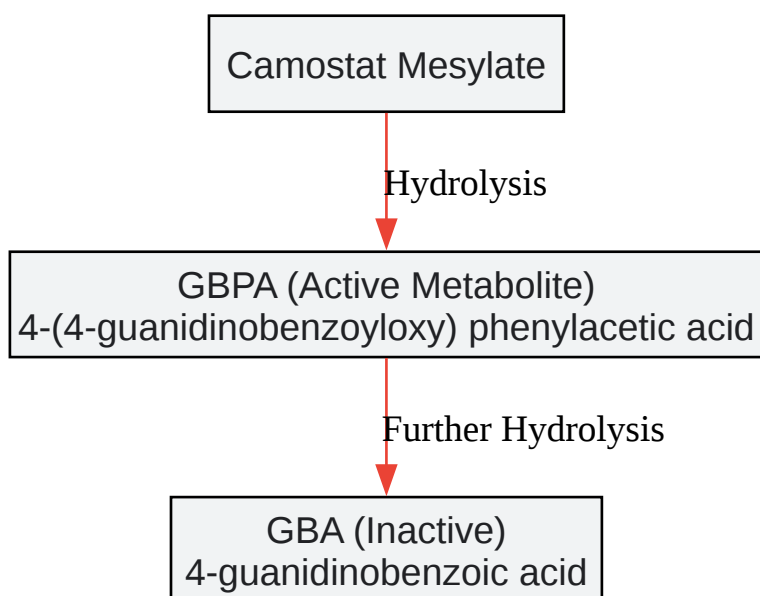 Camostat Mesylate
Hydrolysis
GBPA (Active Metabolite)
4-(4-guanidinobenzoyloxy) phenylacetic acid
Further Hydrolysis
GBA (Inactive)
4-guanidinobenzoic acid